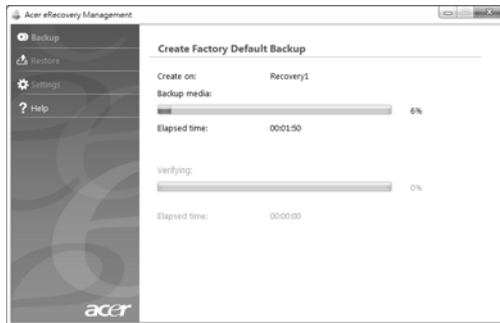 Acer eRecovery Management
Backup
Restore
Settings
? Help
acer
Create Factory Default Backup
Create on: Recovery1
Backup media:
6%
Elapsed time: 00:01:50
Verifying:
0%
Elapsed time: 00:00:00